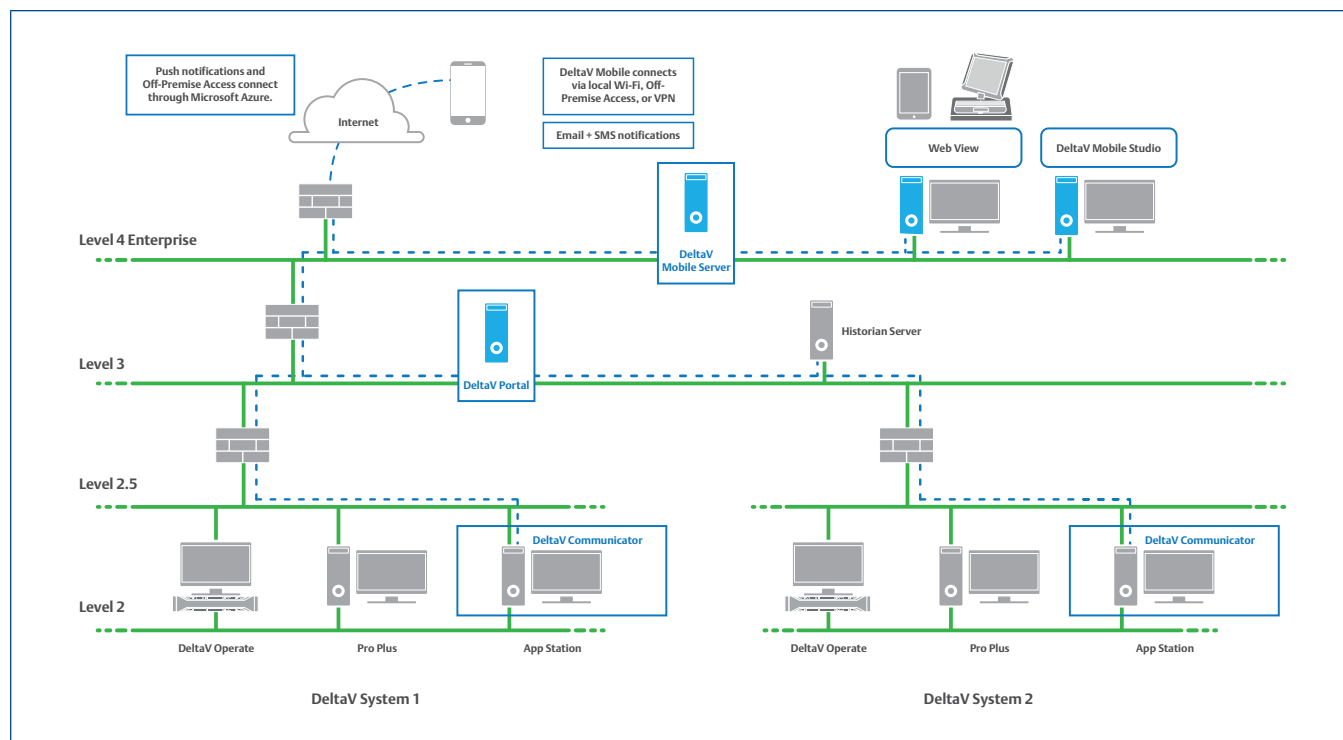 Push notifications and
Off-Premise Access connect
through Microsoft Azure.
Internet
DeltaV Mobile connects
via local Wi-Fi, Off-
Premise Access, or VPN
Email + SMS notifications
Web View
DeltaV Mobile Studio
Level 4 Enterprise
DeltaV
Mobile Server
Historian Server
Level 3
DeltaV Portal
Level 2.5
DeltaV Communicator
DeltaV Communicator
Level 2
DeltaV Operate
Pro Plus
App Station
DeltaV Operate
Pro Plus
App Station
DeltaV System 1
DeltaV System 2